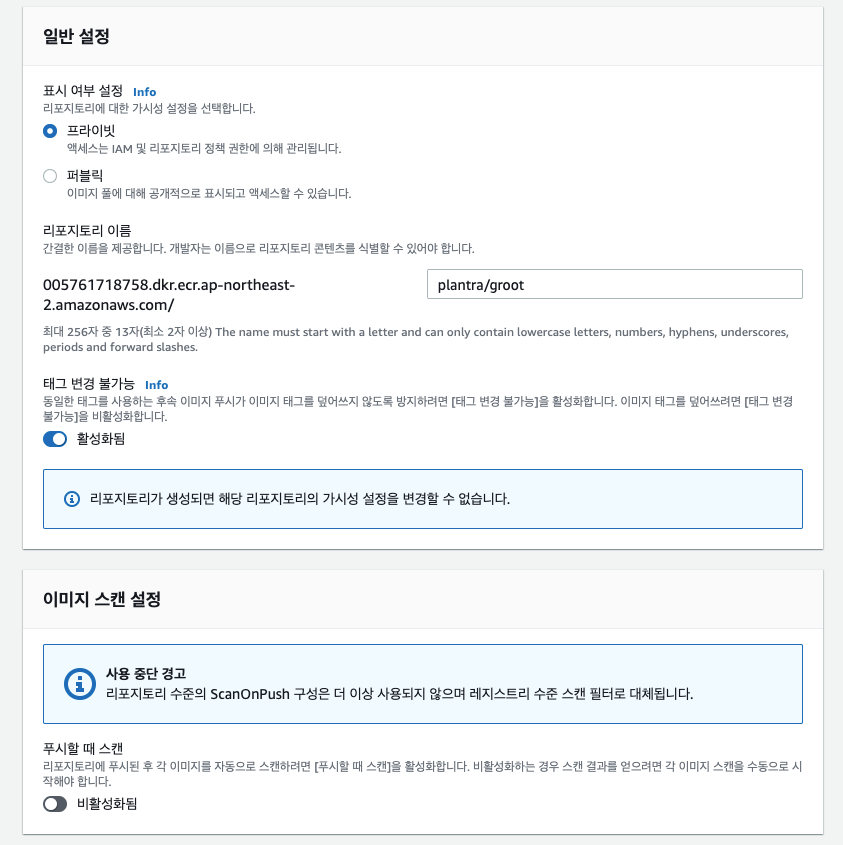 일반 설정
표시 여부 설정 Info
리포지토리에 대한 가시성 설정을 선택합니다.
프라이빗
액세스는 IAM 및 리포지토리 정책 권한에 의해 관리됩니다.
퍼블릭
이미지 풀에 대해 공개적으로 표시되고 액세스할 수 있습니다.
리포지토리 이름
간결한 이름을 제공합니다. 개발자는 이름으로 리포지토리 콘텐츠를 식별할 수 있어야 합니다.
005761718758.dkr.ecr.ap-northeast-
2.amazonaws.com/
plantra/groot
최대 256자 중 13자(최소 2자 이상) The name must start with a letter and can only contain lowercase letters, numbers, hyphens, underscores,
periods and forward slashes.
태그 변경 불가능 Info
동일한 태그를 사용하는 후속 이미지 푸시가 이미지 태그를 덮어쓰지 않도록 방지하려면 [태그 변경 불가능]을 활성화합니다. 이미지 태그를 덮어쓰려면 [태그 변경
불가능]을 비활성화합니다.
활성화됨
리포지토리가 생성되면 해당 리포지토리의 가시성 설정을 변경할 수 없습니다.
이미지 스캔 설정
사용 중단 경고
리포지토리 수준의 ScanOnPush 구성은 더 이상 사용되지 않으며 레지스트리 수준 스캔 필터로 대체됩니다.
푸시할 때 스캔
리포지토리에 푸시된 후 각 이미지를 자동으로 스캔하려면 [푸시할 때 스캔]을 활성화합니다. 비활성화하는 경우 스캔 결과를 얻으려면 각 이미지 스캔을 수동으로 시
작해야 합니다.
비활성화됨